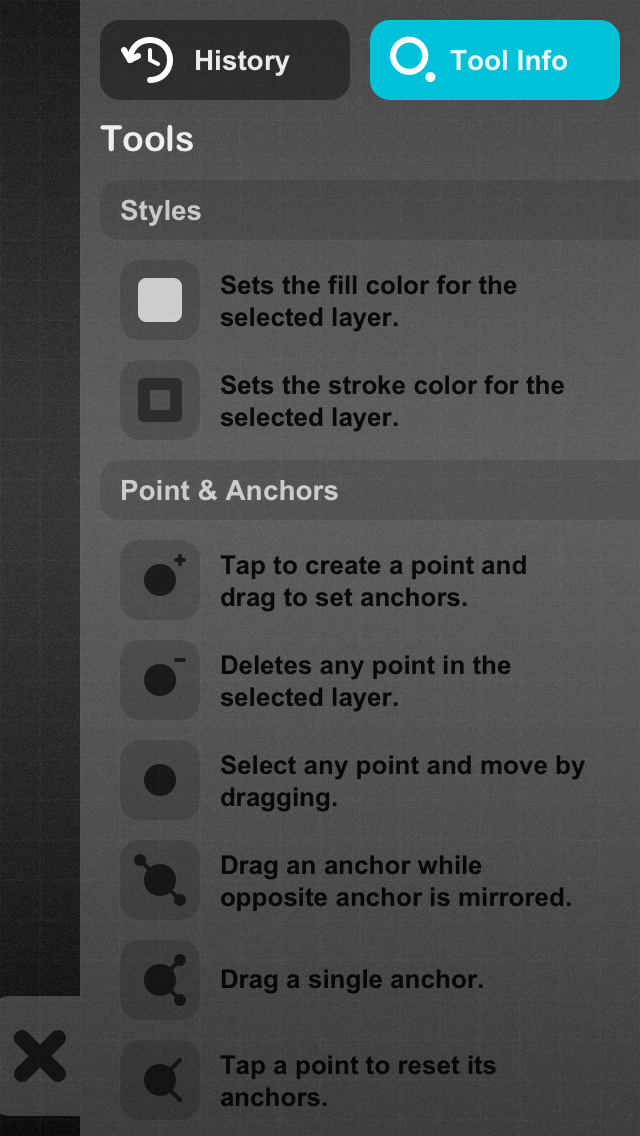 History
Tool Info
Tools
Styles
Sets the fill color for the
selected layer.
Sets the stroke color for the
selected layer.
Point & Anchors
Tap to create a point and
drag to set anchors.
Deletes any point in the
selected layer.
Select any point and move by
dragging.
Drag an anchor while
opposite anchor is mirrored.
Drag a single anchor.
Tap a point to reset its
anchors.